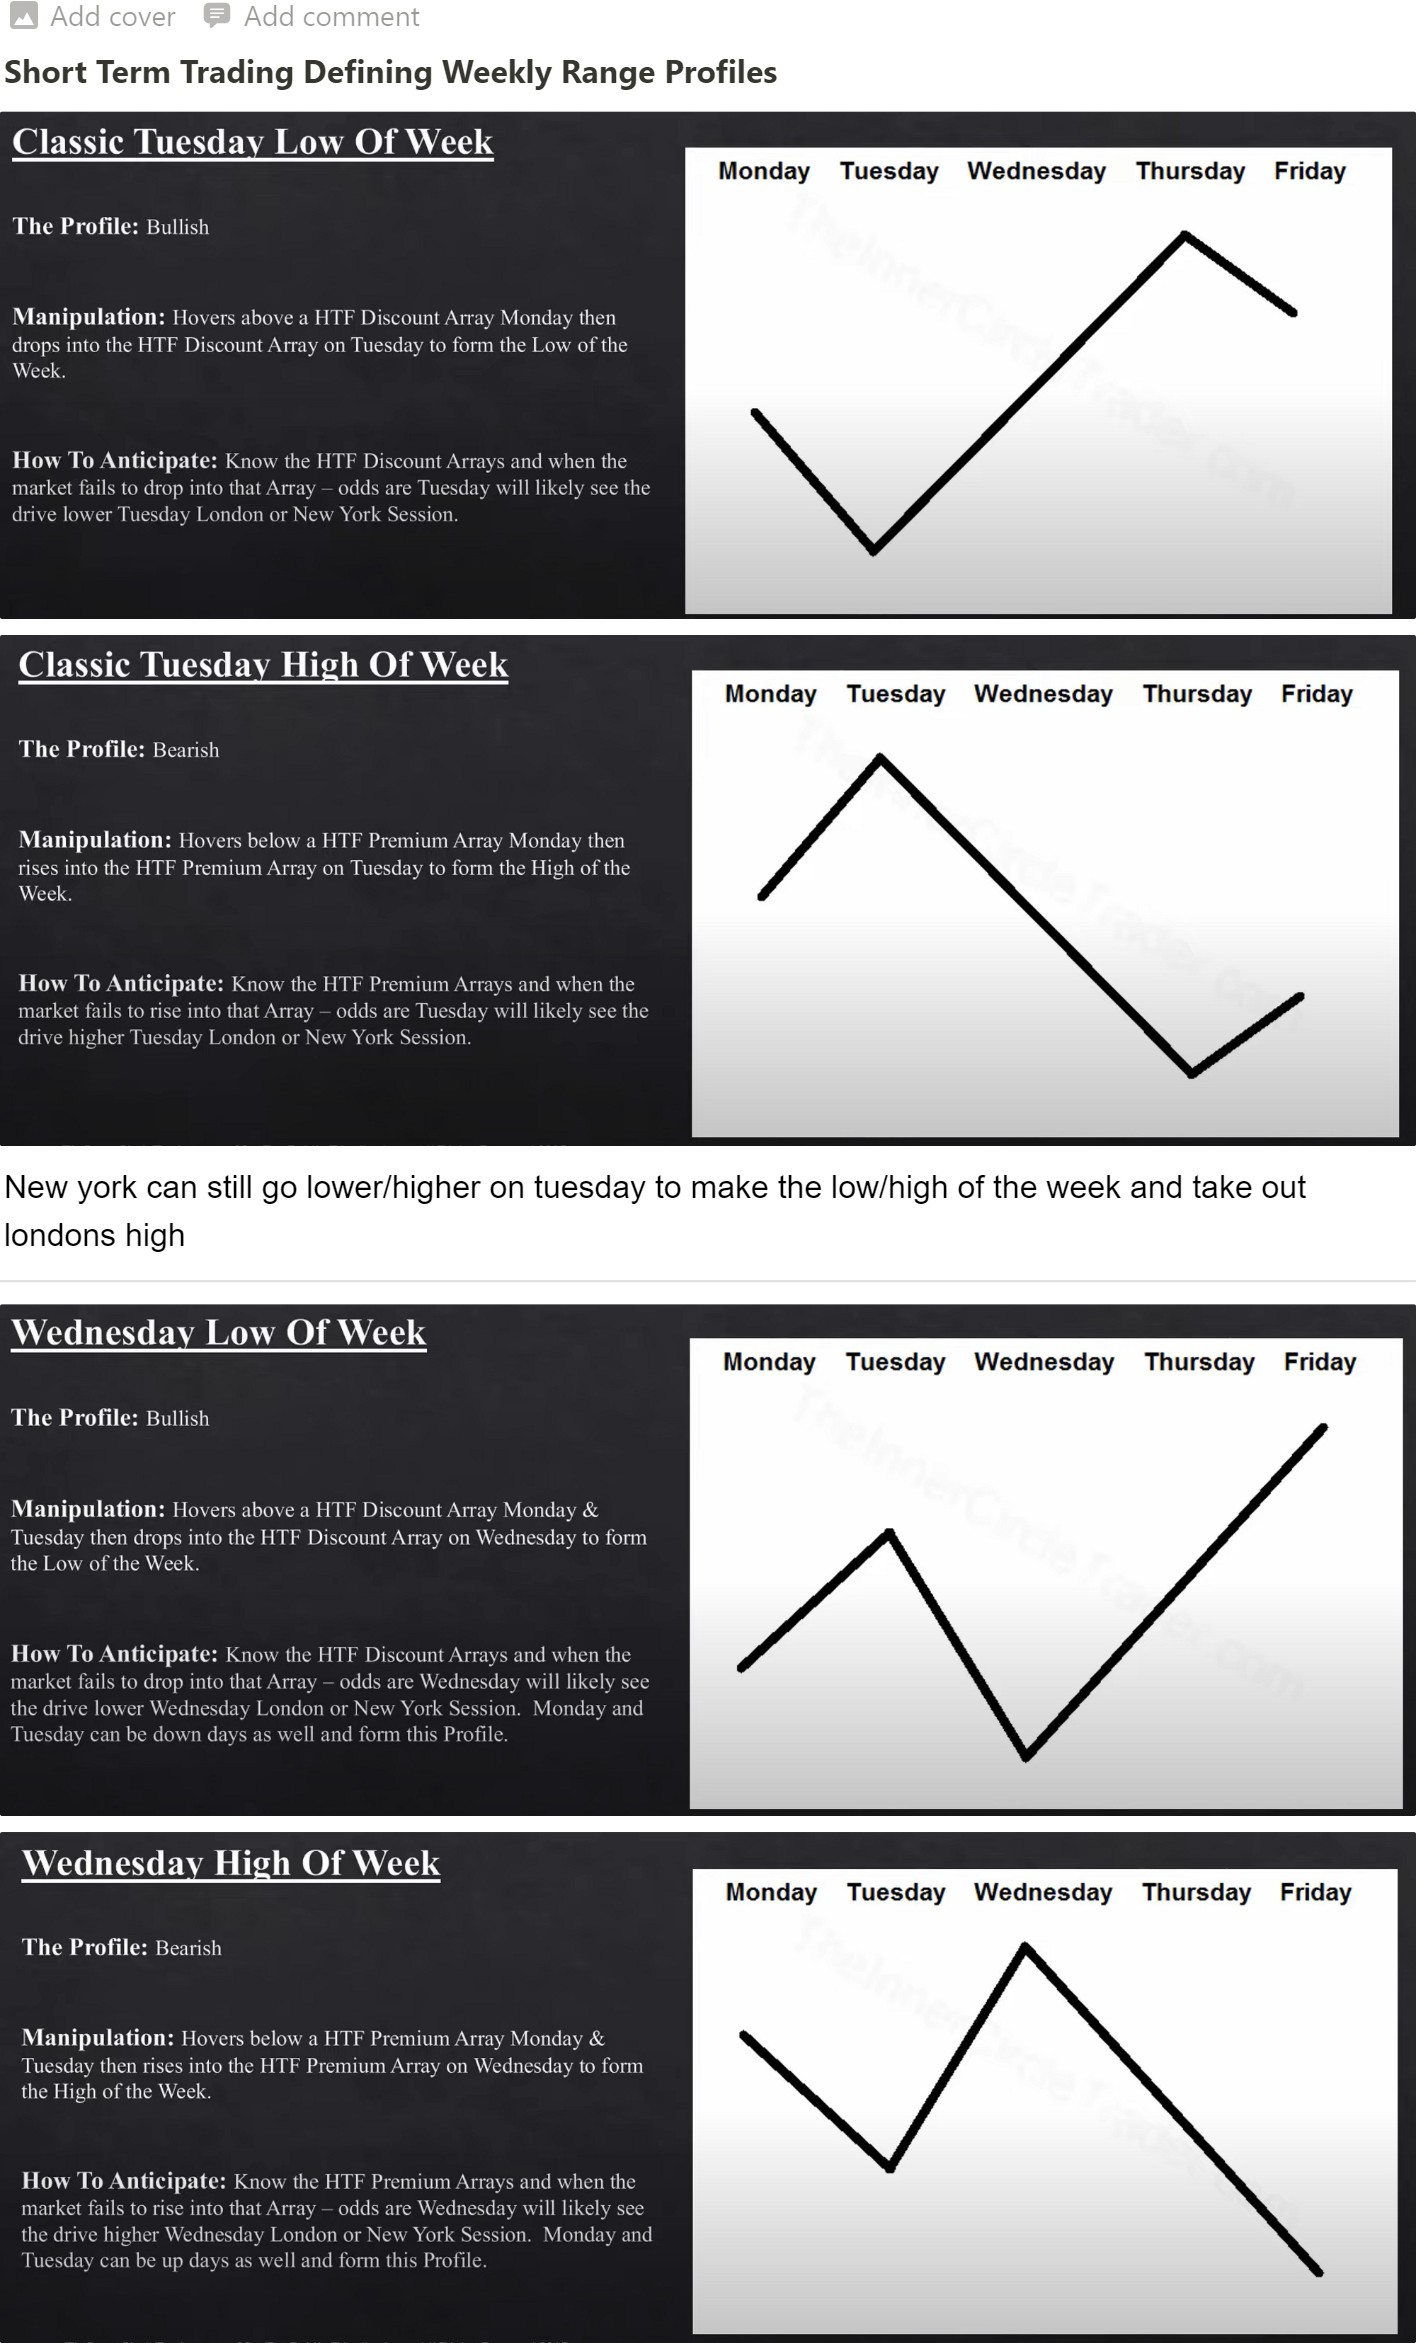 Add cover Add comment
Short Term Trading Defining Weekly Range Profiles
Classic Tuesday Low Of Week
The Profile: Bullish
Manipulation: Hovers above a HTF Discount Array Monday then
drops into the HTF Discount Array on Tuesday to form the Low of the
Week.
How To Anticipate: Know the HTF Discount Arrays and when the
market fails to drop into that Array – odds are Tuesday will likely see the
drive lower Tuesday London or New York Session.
Monday Tuesday Wednesday Thursday Friday
TheInnerCircleTrader.com
Classic Tuesday High Of Week
The Profile: Bearish
Manipulation: Hovers below a HTF Premium Array Monday then
rises into the HTF Premium Array on Tuesday to form the High of the
Week.
How To Anticipate: Know the HTF Premium Arrays and when the
market fails to rise into that Array – odds are Tuesday will likely see the
drive higher Tuesday London or New York Session.
Monday Tuesday Wednesday Thursday Friday
TheInnerCircleTrader.com
New york can still go lower/higher on tuesday to make the low/high of the week and take out
londons high
Wednesday Low Of Week
The Profile: Bullish
Manipulation: Hovers above a HTF Discount Array Monday &
Tuesday then drops into the HTF Discount Array on Wednesday to form
the Low of the Week.
How To Anticipate: Know the HTF Discount Arrays and when the
market fails to drop into that Array – odds are Wednesday will likely see
the drive lower Wednesday London or New York Session.  Monday and
Tuesday can be down days as well and form this Profile.
Monday Tuesday Wednesday Thursday Friday
TheInnerCircleTrader.com
Wednesday High Of Week
The Profile: Bearish
Manipulation: Hovers below a HTF Premium Array Monday &
Tuesday then rises into the HTF Premium Array on Wednesday to form
the High of the Week.
How To Anticipate: Know the HTF Premium Arrays and when the
market fails to rise into that Array – odds are Wednesday will likely see
the drive higher Wednesday London or New York Session.  Monday and
Tuesday can be up days as well and form this Profile.
Monday Tuesday Wednesday Thursday Friday
TheInnerCircleTrader.com